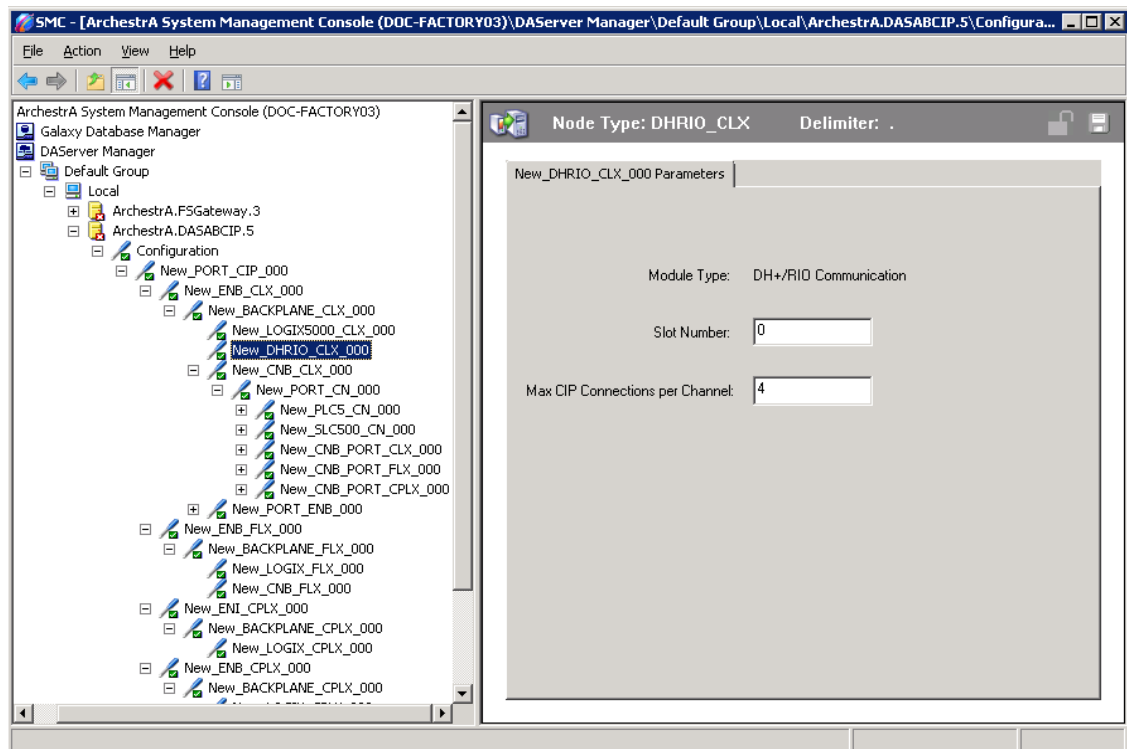 SMC - [ArchestrA System Management Console (DOC-FACTORY03)\DAServer Manager\Default Group\Local\ArchestrA.DASABCIP.5\Configura...
File Action View Help
ArchestrA System Management Console (DOC-FACTORY03)
Galaxy Database Manager
DAServer Manager
Default Group
Local
ArchestrA.FSGateway.3
ArchestrA.DASABCIP.5
Configuration
New_PORT_CIP_000
New_ENB_CLX_000
New_BACKPLANE_CLX_000
New_LOGIX5000_CLX_000
New_DHRIO_CLX_000
New_CNB_CLX_000
New_PORT_CN_000
New_PLC5_CN_000
New_SLC500_CN_000
New_CNB_PORT_CLX_000
New_CNB_PORT_FLX_000
New_CNB_PORT_CPLX_000
New_PORT_ENB_000
New_ENB_FLX_000
New_BACKPLANE_FLX_000
New_LOGIX_FLX_000
New_CNB_FLX_000
New_ENI_CPLX_000
New_BACKPLANE_CPLX_000
New_LOGIX_CPLX_000
New_ENB_CPLX_000
New_BACKPLANE_CPLX_000
Node Type: DHRIO_CLX Delimiter: .
New_DHRIO_CLX_000 Parameters
Module Type: DH+/RIO Communication
Slot Number: 0
Max CIP Connections per Channel: 4